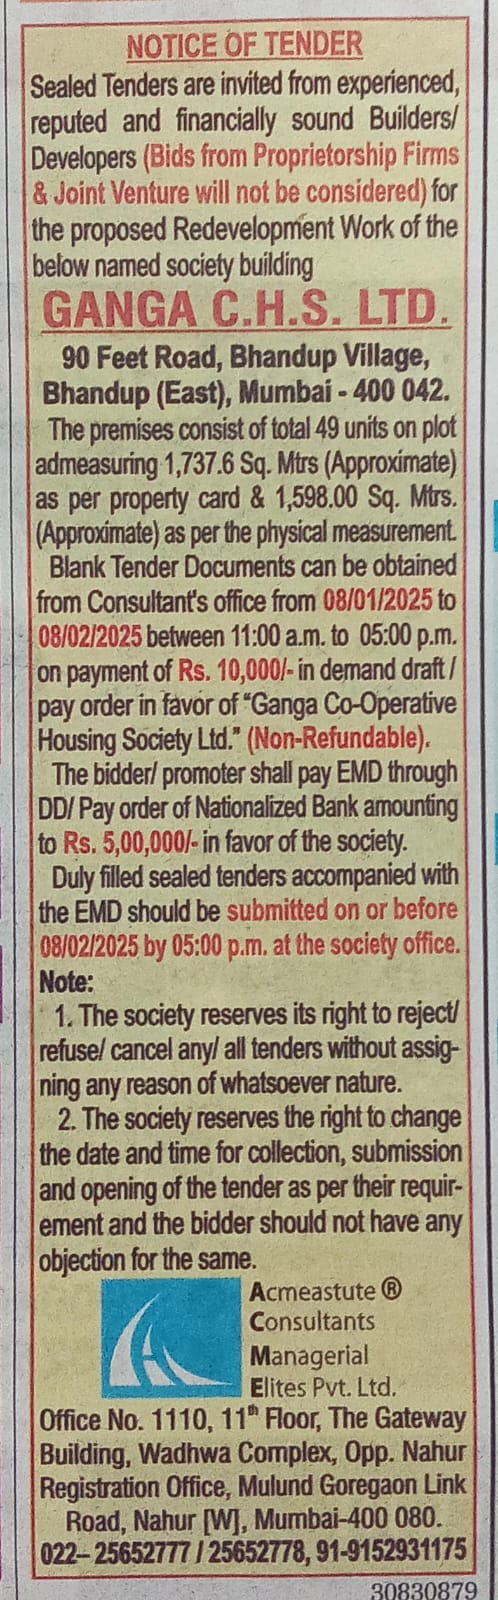 NOTICE OF TENDER
Sealed Tenders are invited from experienced,
reputed and financially sound Builders/
Developers (Bids from Proprietorship Firms
& Joint Venture will not be considered) for
the proposed Redevelopment Work of the
below named society building
GANGA C.H.S. LTD.
90 Feet Road, Bhandup Village,
Bhandup (East), Mumbai - 400 042.
The premises consist of total 49 units on plot
admeasuring 1,737.6 Sq. Mtrs (Approximate)
as per property card & 1,598.00 Sq. Mtrs.
(Approximate) as per the physical measurement.
Blank Tender Documents can be obtained
from Consultant's office from 08/01/2025 to
08/02/2025 between 11:00 a.m. to 05:00 p.m.
on payment of Rs. 10,000/- in demand draft /
pay order in favor of “Ganga Co-Operative
Housing Society Ltd.” (Non-Refundable).
The bidder/ promoter shall pay EMD through
DD/ Pay order of Nationalized Bank amounting
to Rs. 5,00,000/- in favor of the society.
Duly filled sealed tenders accompanied with
the EMD should be submitted on or before
08/02/2025 by 05:00 p.m. at the society office.
Note:
1. The society reserves its right to reject/
refuse/ cancel any/ all tenders without assig-
ning any reason of whatsoever nature.
2. The society reserves the right to change
the date and time for collection, submission
and opening of the tender as per their requir-
ement and the bidder should not have any
objection for the same.
Acmeastute ®
Consultants
Managerial
Elites Pvt. Ltd.
Office No. 1110, 11th Floor, The Gateway
Building, Wadhwa Complex, Opp. Nahur
Registration Office, Mulund Goregaon Link
Road, Nahur [W], Mumbai-400 080.
022– 25652777 / 25652778, 91-9152931175
30830879